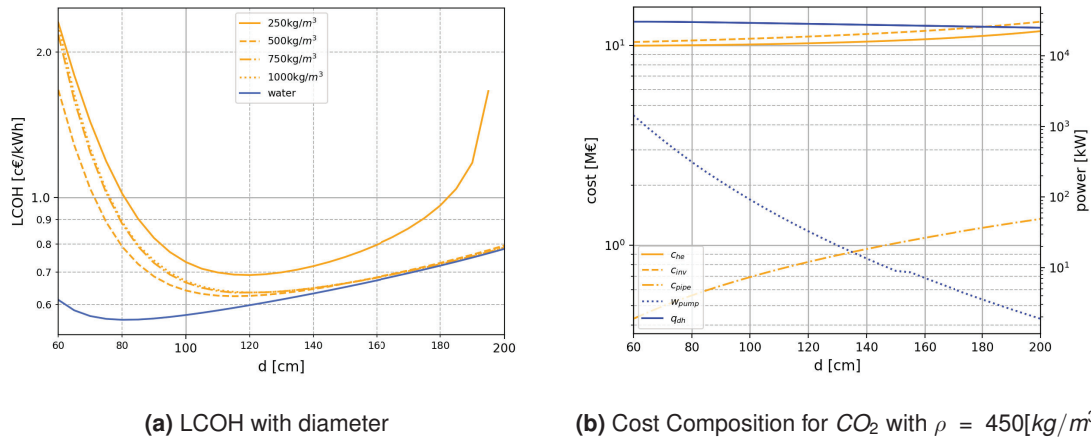 250kg/m³
500kg/m³
750kg/m³
1000kg/m³
water
2.0
1.0
0.9
0.8
0.7
0.6
LCOH [c€/kWh]
60 80 100 120 140 160 180 200
d [cm]
(a) LCOH with diameter
10¹
10⁰
cost [M€]
c_he
c_inv
c_pipe
w_pump
q_dh
10⁴
10³
10²
10¹
power [kW]
60 80 100 120 140 160 180 200
d [cm]
(b) Cost Composition for CO₂ with ρ = 450[kg/m³